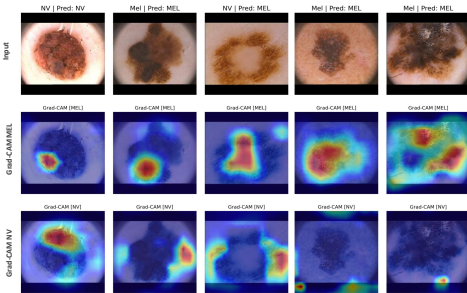 NV | Pred: NV
Mel | Pred: MEL
NV | Pred: MEL
Mel | Pred: MEL
Mel | Pred: MEL
Input
Grad-CAM [MEL]
Grad-CAM [MEL]
Grad-CAM [MEL]
Grad-CAM [MEL]
Grad-CAM [MEL]
Grad-CAM MEL
Grad-CAM [NV]
Grad-CAM [NV]
Grad-CAM [NV]
Grad-CAM [NV]
Grad-CAM [NV]
Grad-CAM NV